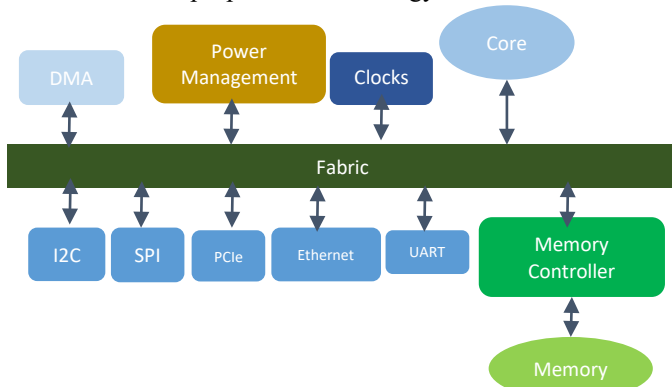 Power
Management
DMA
Clocks
Core
Fabric
I2C
SPI
PCIe
Ethernet
UART
Memory
Controller
Memory